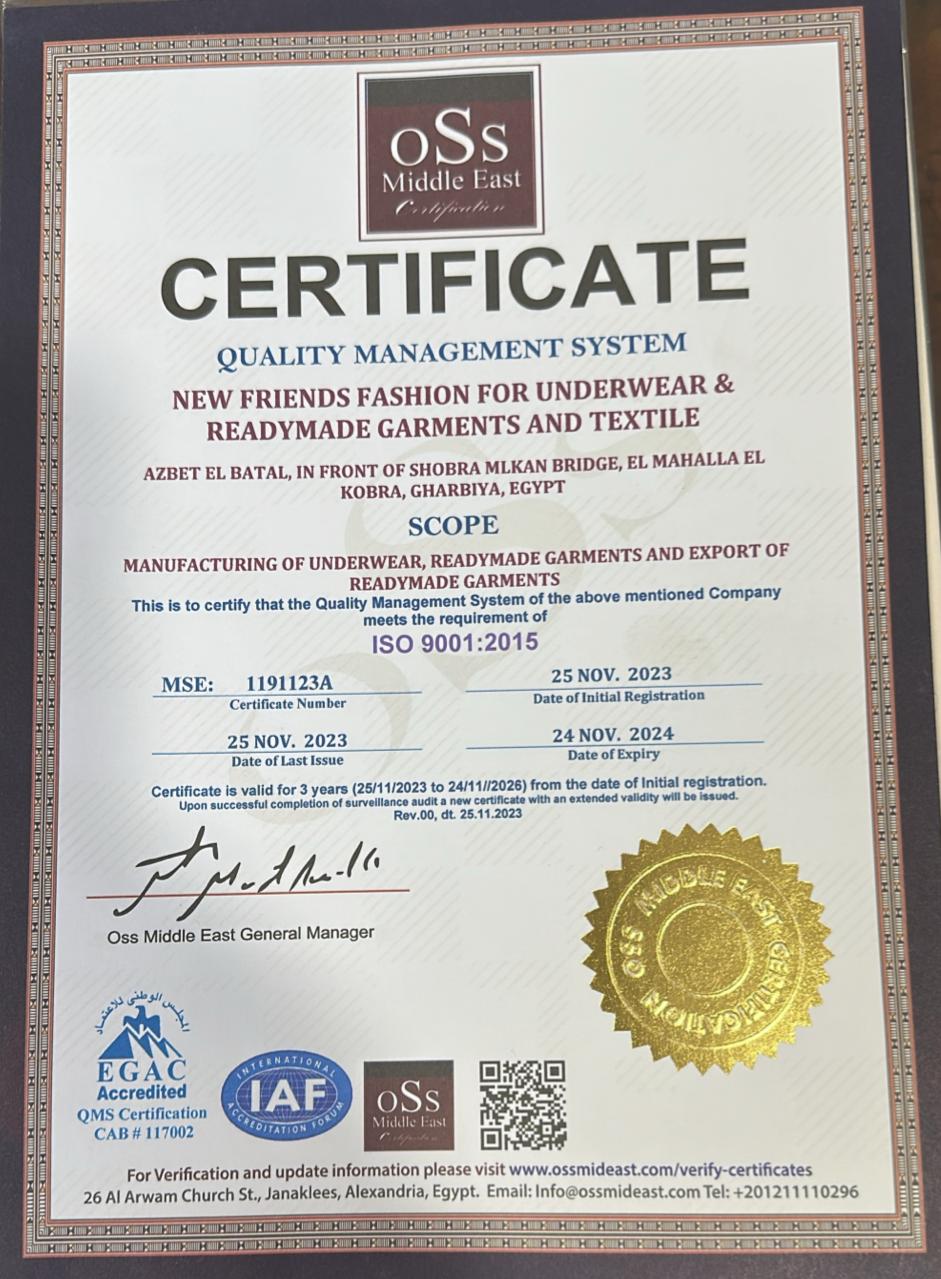 oSs
Middle East
Certification
CERTIFICATE
QUALITY MANAGEMENT SYSTEM
NEW FRIENDS FASHION FOR UNDERWEAR &
READYMADE GARMENTS AND TEXTILE
AZBET EL BATAL, IN FRONT OF SHOBRA MLKAN BRIDGE, EL MAHALLA EL
KOBRA, GHARBIYA, EGYPT
SCOPE
MANUFACTURING OF UNDERWEAR, READYMADE GARMENTS AND EXPORT OF
READYMADE GARMENTS
This is to certify that the Quality Management System of the above mentioned Company
meets the requirement of
ISO 9001:2015
MSE: 1191123A
Certificate Number
25 NOV. 2023
Date of Initial Registration
25 NOV. 2023
Date of Last Issue
24 NOV. 2024
Date of Expiry
Certificate is valid for 3 years (25/11/2023 to 24/11//2026) from the date of Initial registration.
Upon successful completion of surveillance audit a new certificate with an extended validity will be issued.
Rev.00, dt. 25.11.2023
Oss Middle East General Manager
OSS MIDDLE EAST CERTIFICATION
المجلس الوطنى للاعتماد
EGAC
Accredited
QMS Certification
CAB # 117002
INTERNATIONAL
IAF
ACCREDITATION FORUM
oSs
Middle East
Certification
For Verification and update information please visit www.ossmideast.com/verify-certificates
26 Al Arwam Church St., Janaklees, Alexandria, Egypt. Email: Info@ossmideast.com Tel: +201211110296